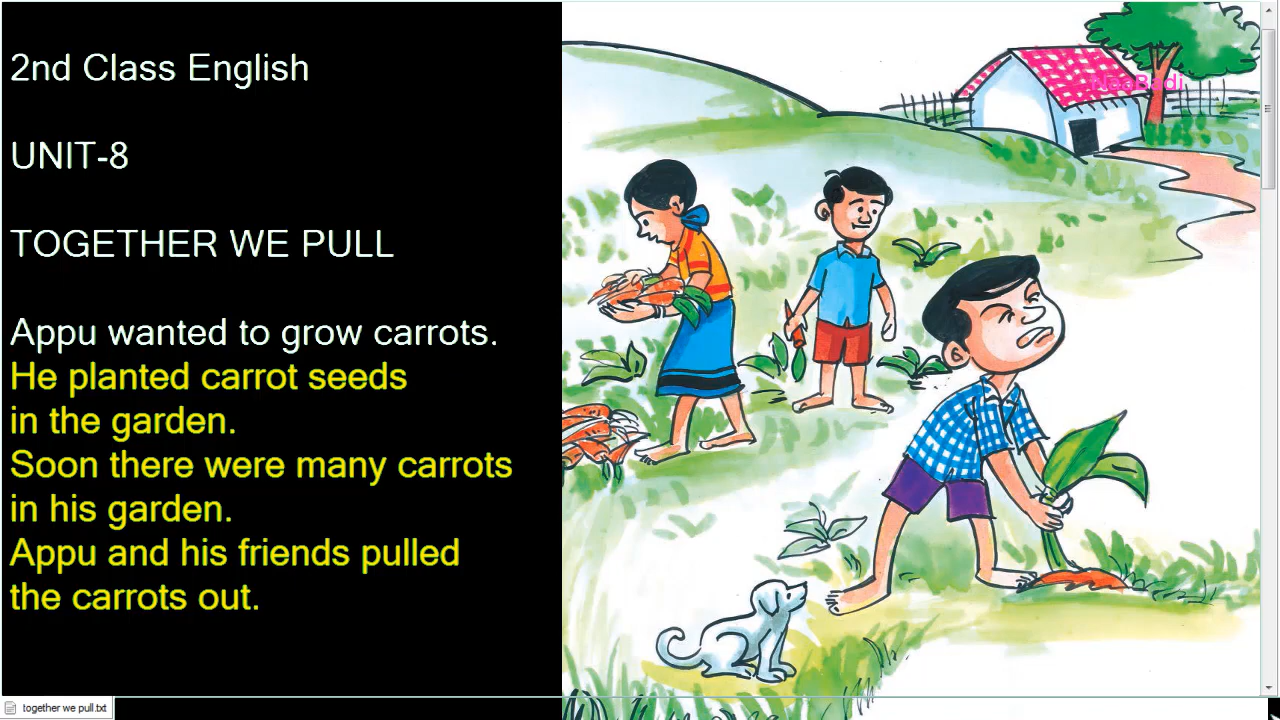 2nd Class English
UNIT-8
TOGETHER WE PULL
Appu wanted to grow carrots.
He planted carrot seeds
in the garden.
Soon there were many carrots
in his garden.
Appu and his friends pulled
the carrots out.
NaaBadi
together we pull.txt